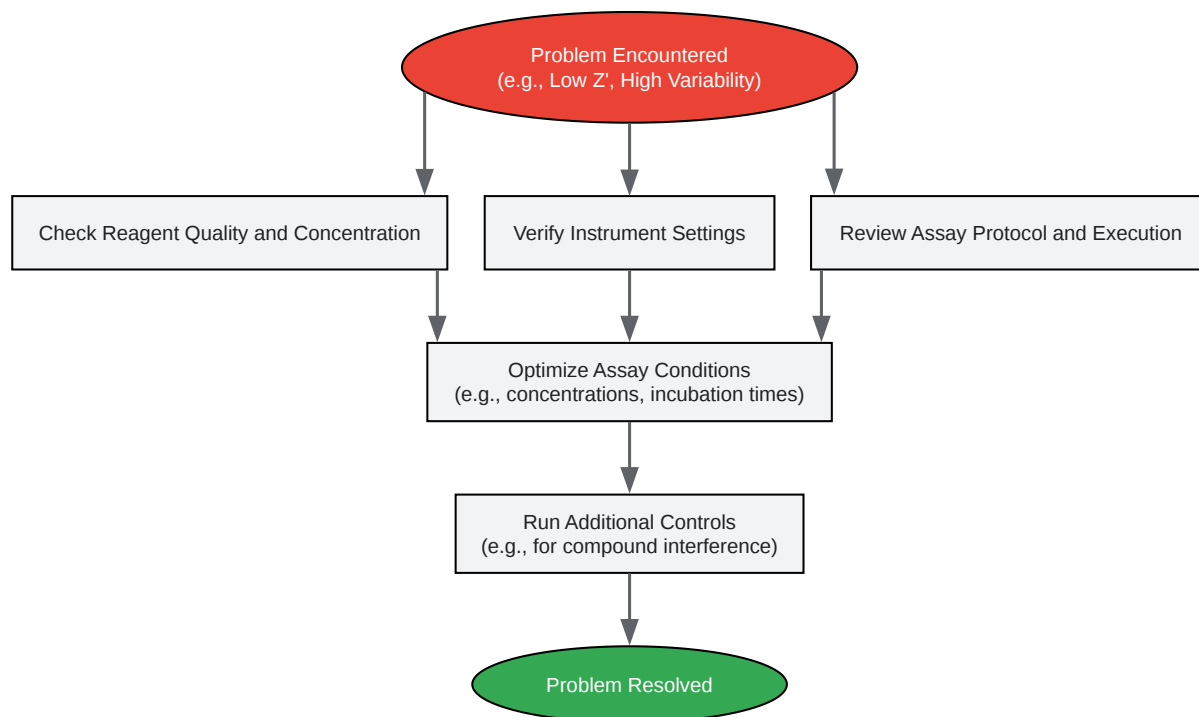 Problem Encountered
(e.g., Low Z', High Variability)
Check Reagent Quality and Concentration
Verify Instrument Settings
Review Assay Protocol and Execution
Optimize Assay Conditions
(e.g., concentrations, incubation times)
Run Additional Controls
(e.g., for compound interference)
Problem Resolved